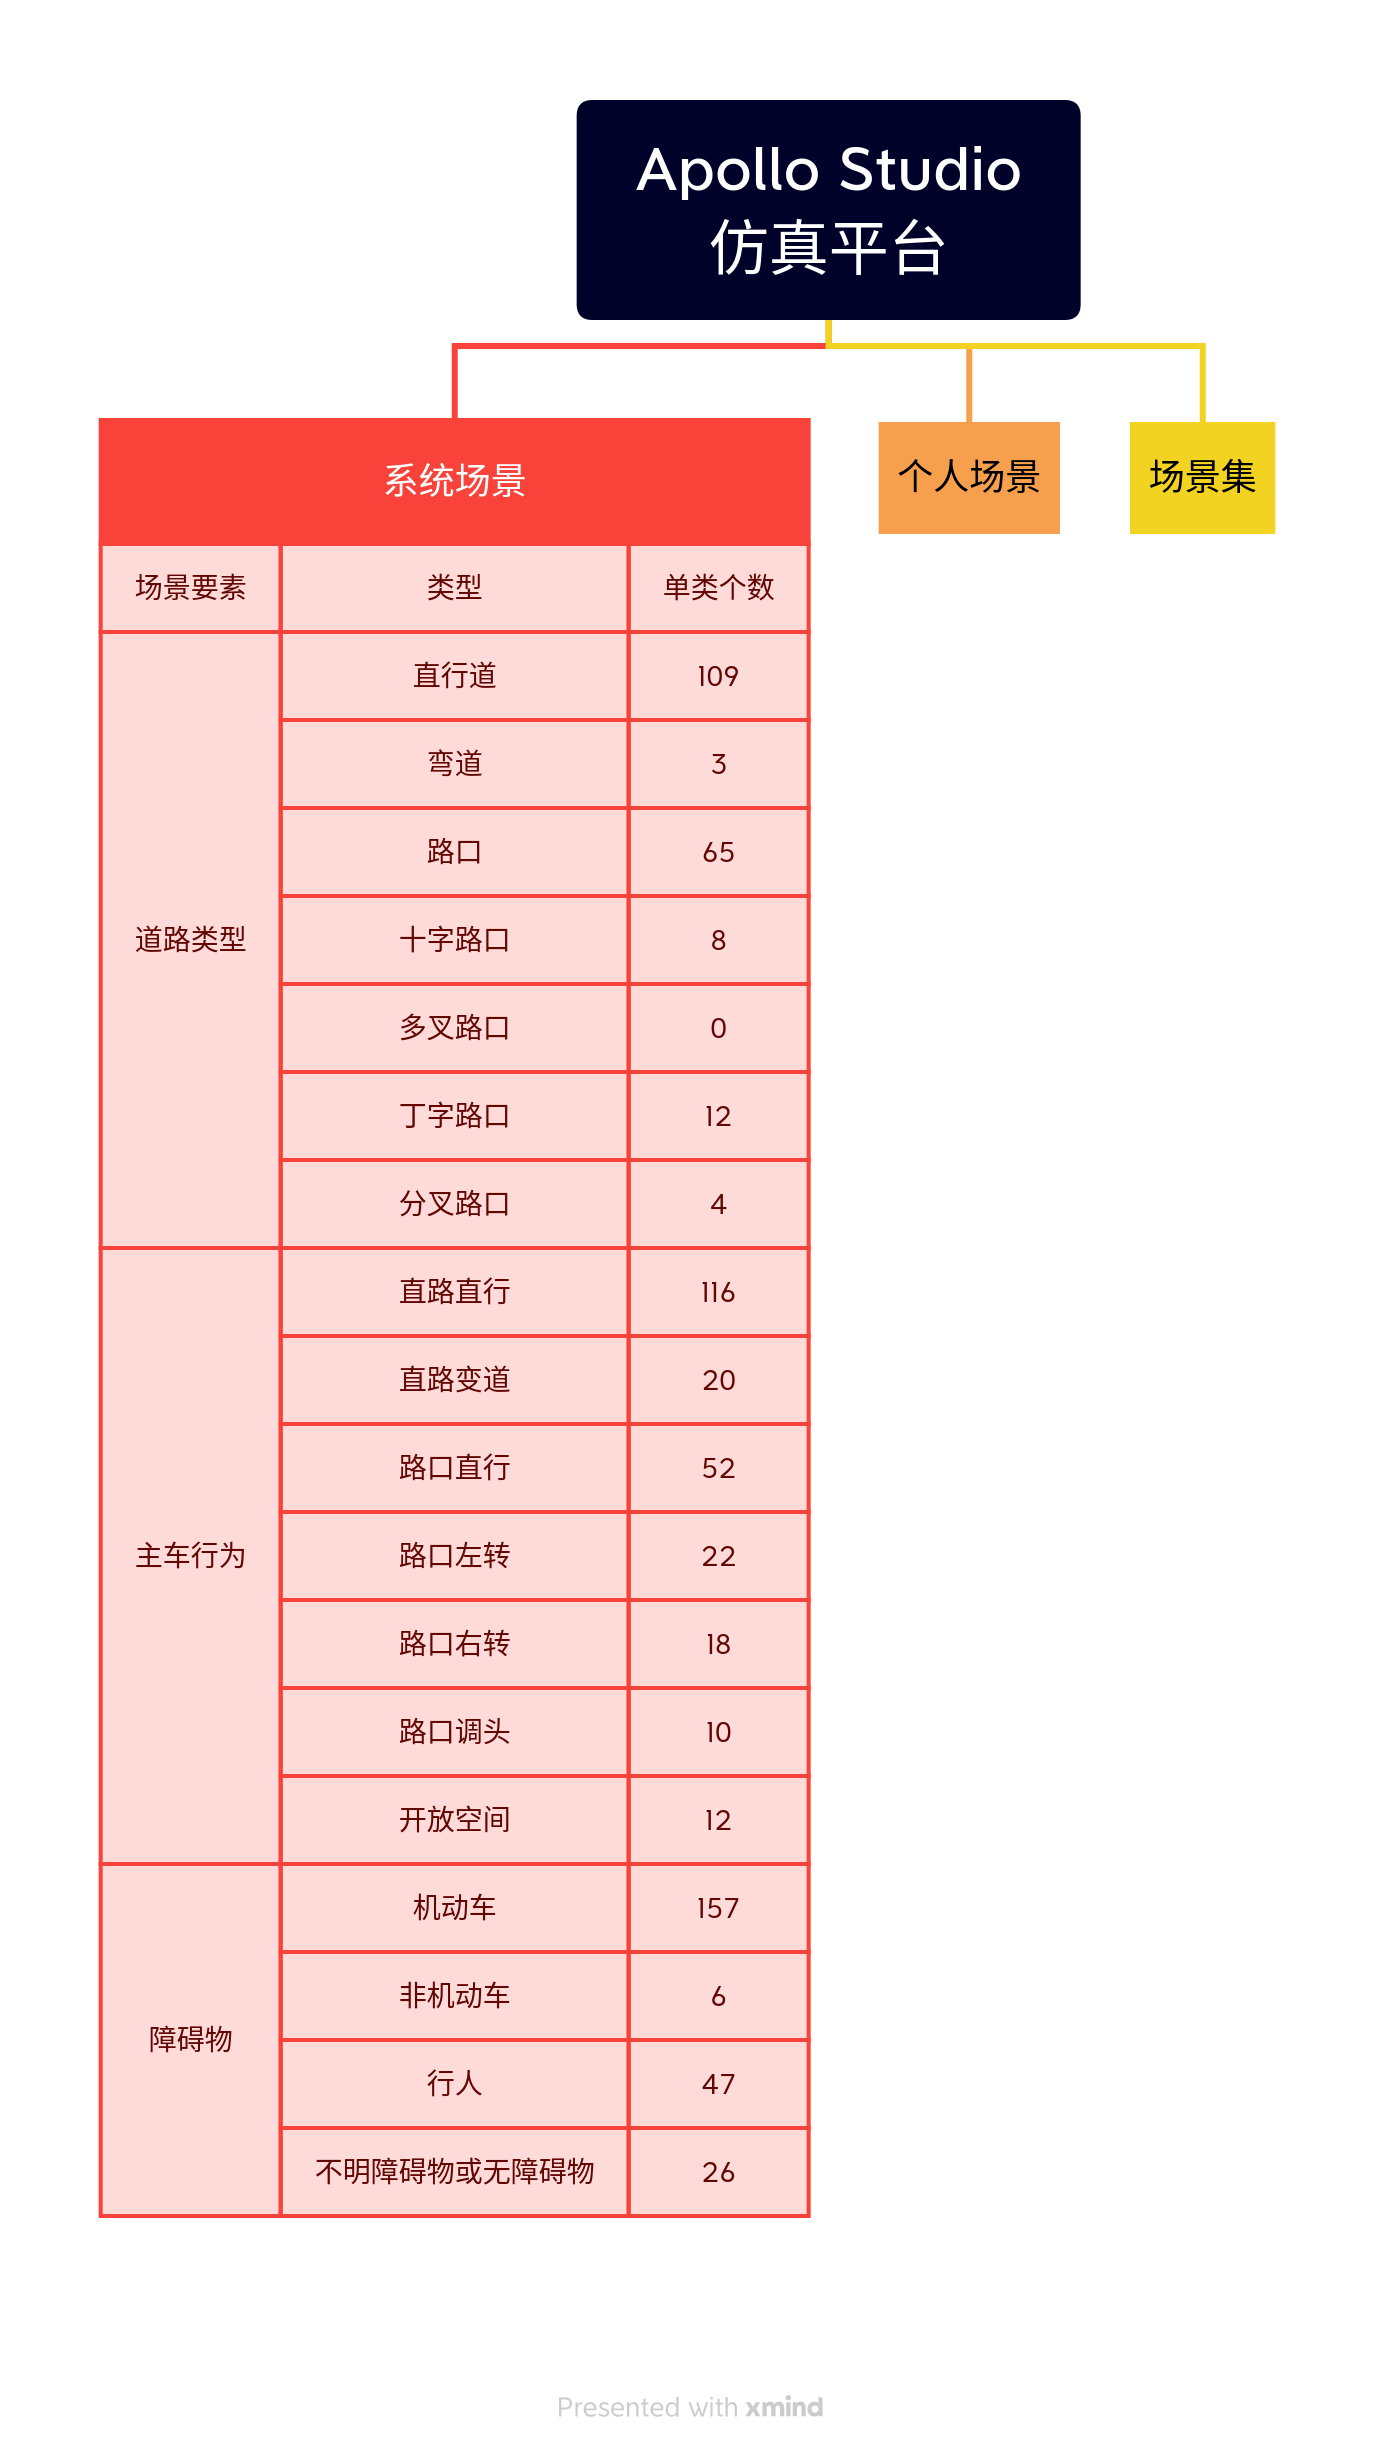 Apollo Studio
仿真平台
系统场景
个人场景
场景集
场景要素 类型 单类个数
道路类型
直行道 109
弯道 3
路口 65
十字路口 8
多叉路口 0
丁字路口 12
分叉路口 4
主车行为
直路直行 116
直路变道 20
路口直行 52
路口左转 22
路口右转 18
路口调头 10
开放空间 12
障碍物
机动车 157
非机动车 6
行人 47
不明障碍物或无障碍物 26
Presented with xmind